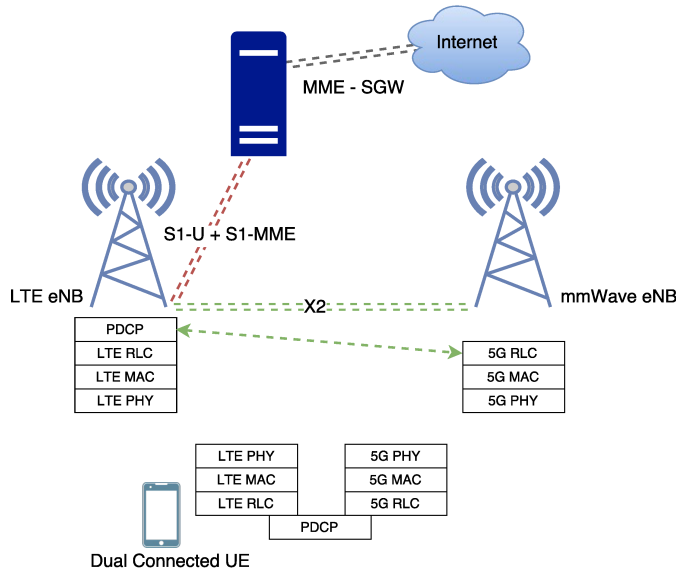 Internet
MME - SGW
S1-U + S1-MME
LTE eNB
X2
mmWave eNB
PDCP
LTE RLC
LTE MAC
LTE PHY
5G RLC
5G MAC
5G PHY
LTE PHY
LTE MAC
LTE RLC
5G PHY
5G MAC
5G RLC
PDCP
Dual Connected UE